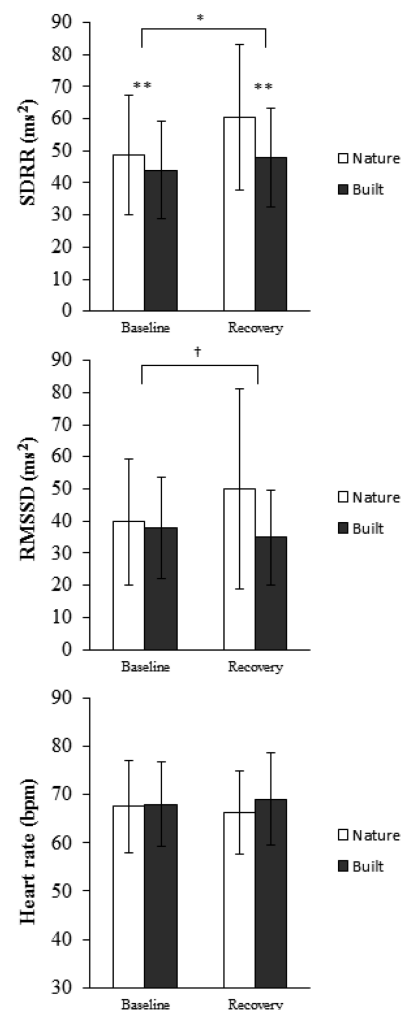 90
80
70
60
50
40
30
20
10
0
SDRR (ms²)
*
**
**
Nature
Built
Baseline
Recovery
90
80
70
60
50
40
30
20
10
0
RMSSD (ms²)
†
Nature
Built
Baseline
Recovery
90
80
70
60
50
40
30
Heart rate (bpm)
Nature
Built
Baseline
Recovery